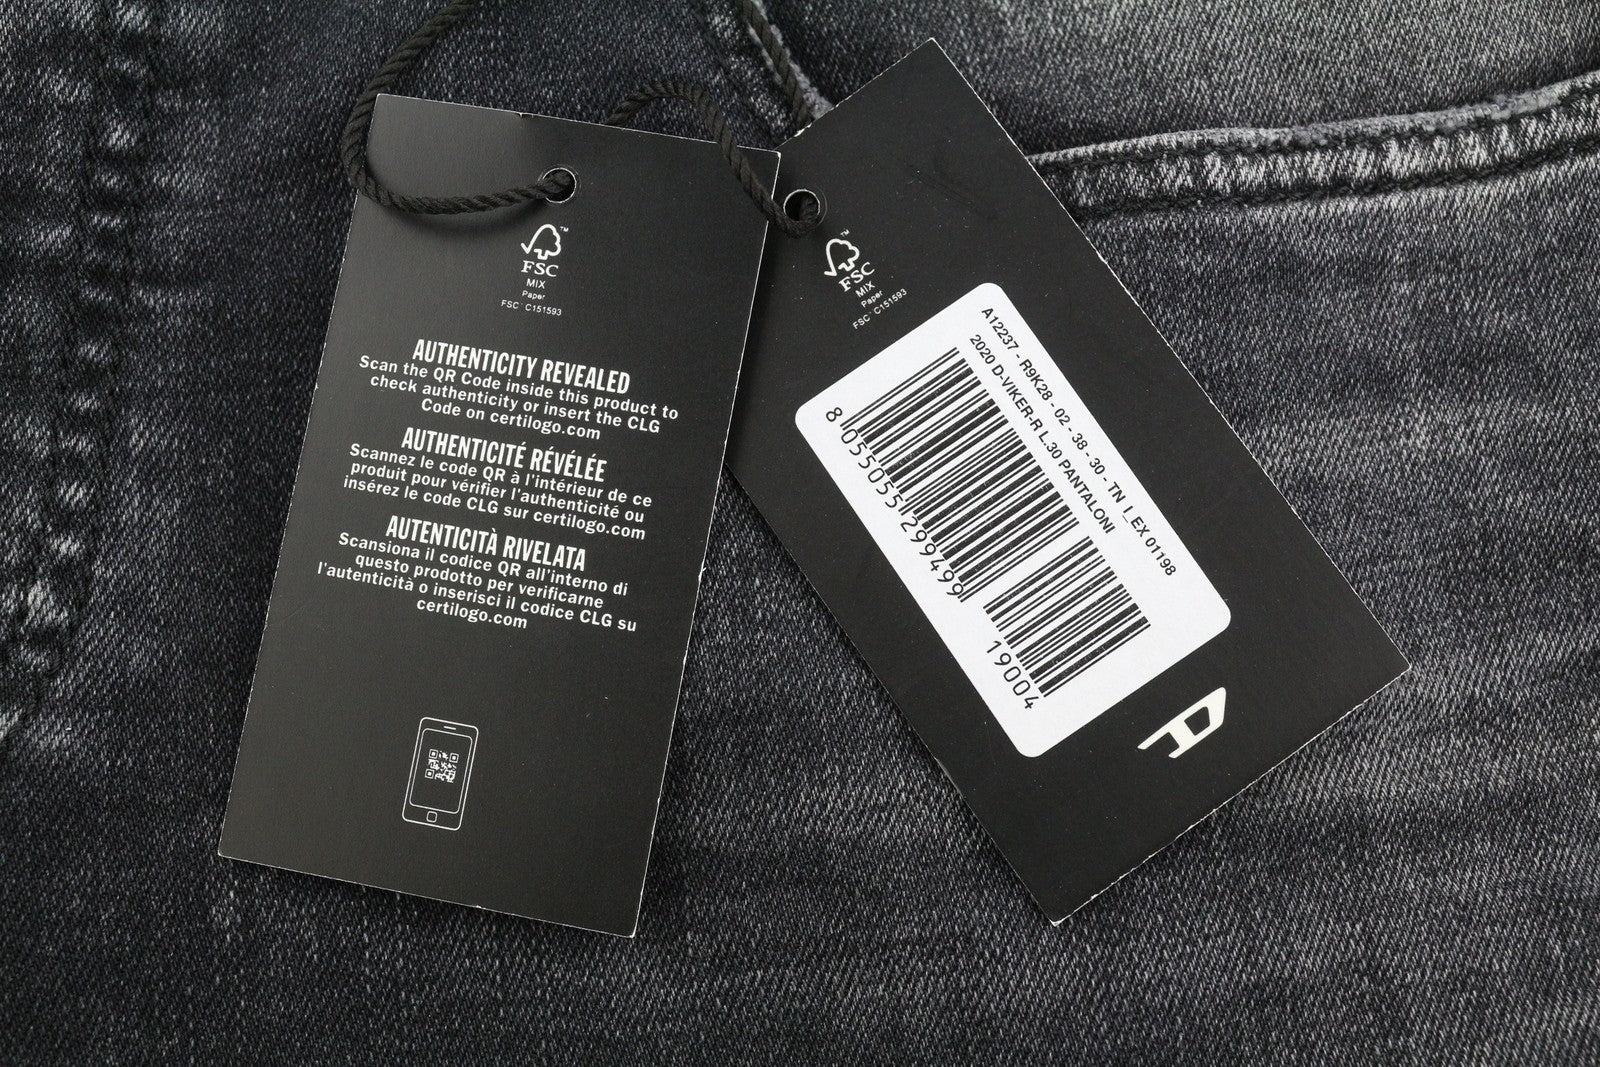 FSC
MIX
Paper
FSC® C151593
AUTHENTICITY REVEALED
Scan the QR Code inside this product to
check authenticity or insert the CLG
Code on certilogo.com
AUTHENTICITÉ RÉVÉLÉE
Scannez le code QR à l'intérieur de ce
produit pour vérifier l'authenticité ou
insérez le code CLG sur certilogo.com
AUTENTICITÀ RIVELATA
Scansiona il codice QR all'interno di
questo prodotto per verificarne
l'autenticità o inserisci il codice CLG su
certilogo.com
FSC
MIX
Paper
FSC® C151593
A12237 - R9K28 - 02 - 38 - 30 - TN I_EX 01198
2020 D-VIKER-R L.30 PANTALONI
8 055055 299499
19004
D